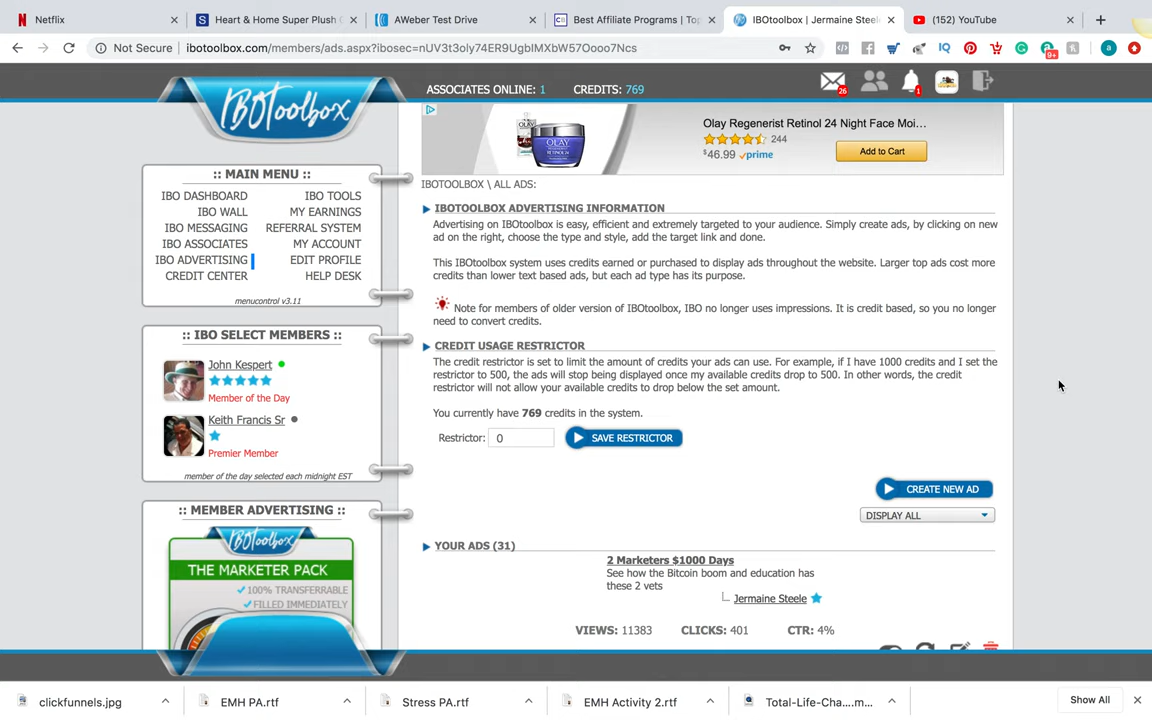 Netflix
Heart & Home Super Plush
AWeber Test Drive
Best Affiliate Programs | To
IBOtoolbox | Jermaine Steel
(152) YouTube
Not Secure
ibotoolbox.com/members/ads.aspx?ibosec=nUV3t3oly74ER9UgbIMXbW57Oooo7Ncs
IQ
9+
a
IBOToolbox
ASSOCIATES ONLINE: 1
CREDITS: 769
26
1
Olay Regenerist Retinol 24 Night Face Moi...
244
$46.99 prime
Add to Cart
IBOTOOLBOX \ ALL ADS:
:: MAIN MENU ::
IBO DASHBOARD IBO TOOLS
IBO WALL MY EARNINGS
IBO MESSAGING REFERRAL SYSTEM
IBO ASSOCIATES MY ACCOUNT
IBO ADVERTISING EDIT PROFILE
CREDIT CENTER HELP DESK
menucontrol v3.11
:: IBO SELECT MEMBERS ::
John Kespert
Member of the Day
Keith Francis Sr
Premier Member
member of the day selected each midnight EST
:: MEMBER ADVERTISING ::
IBOToolbox
THE MARKETER PACK
100% TRANSFERRABLE
FILLED IMMEDIATELY
IBOTOOLBOX ADVERTISING INFORMATION
Advertising on IBOtoolbox is easy, efficient and extremely targeted to your audience. Simply create ads, by clicking on new
ad on the right, choose the type and style, add the target link and done.
This IBOtoolbox system uses credits earned or purchased to display ads throughout the website. Larger top ads cost more
credits than lower text based ads, but each ad type has its purpose.
Note for members of older version of IBOtoolbox, IBO no longer uses impressions. It is credit based, so you no longer
need to convert credits.
CREDIT USAGE RESTRICTOR
The credit restrictor is set to limit the amount of credits your ads can use. For example, if I have 1000 credits and I set the
restrictor to 500, the ads will stop being displayed once my available credits drop to 500. In other words, the credit
restrictor will not allow your available credits to drop below the set amount.
You currently have 769 credits in the system.
Restrictor: 0 SAVE RESTRICTOR
CREATE NEW AD
DISPLAY ALL
YOUR ADS (31)
2 Marketers $1000 Days
See how the Bitcoin boom and education has
these 2 vets
Jermaine Steele
VIEWS: 11383 CLICKS: 401 CTR: 4%
clickfunnels.jpg
EMH PA.rtf
Stress PA.rtf
EMH Activity 2.rtf
Total-Life-Cha....m...
Show All